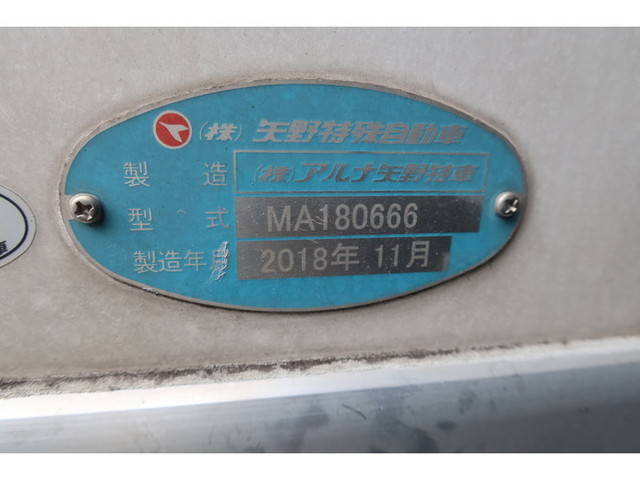 (株) 矢野特殊自動車
製造 (株) アルナ矢野特車
型式 MA180666
製造年月 2018年 11月
車